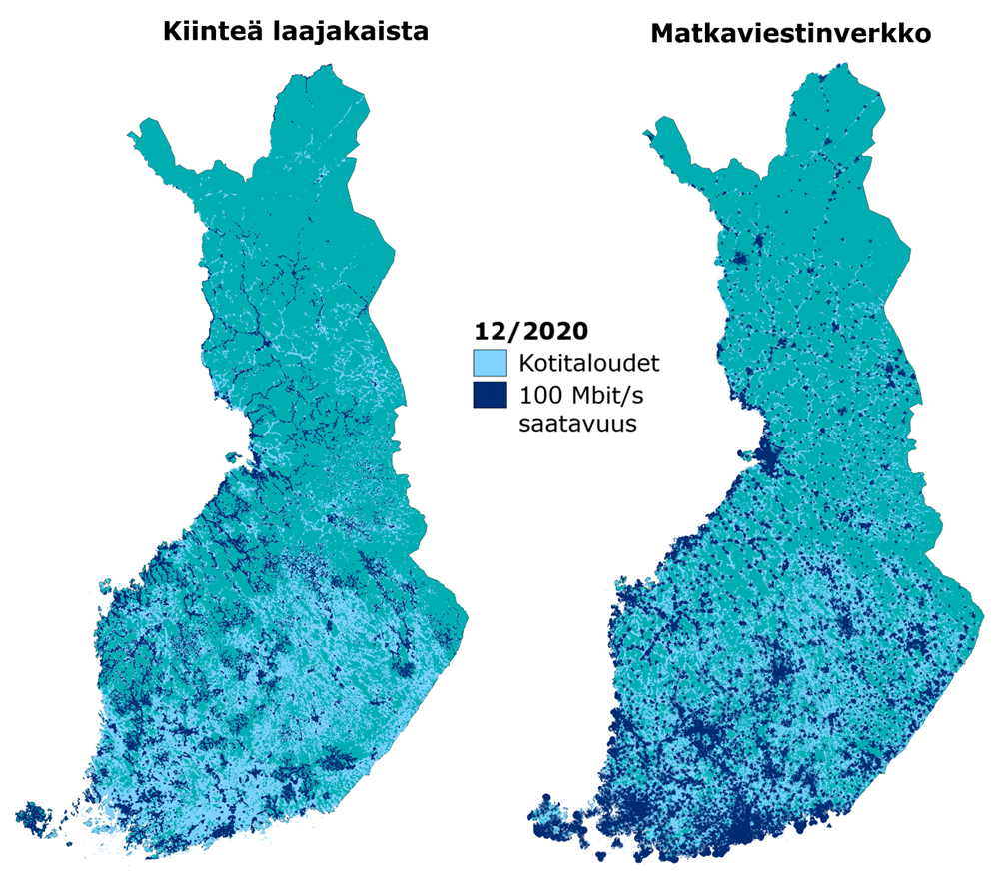 Kiinteä laajakaista
Matkaviestinverkko
12/2020
Kotitaloudet
100 Mbit/s
saatavuus